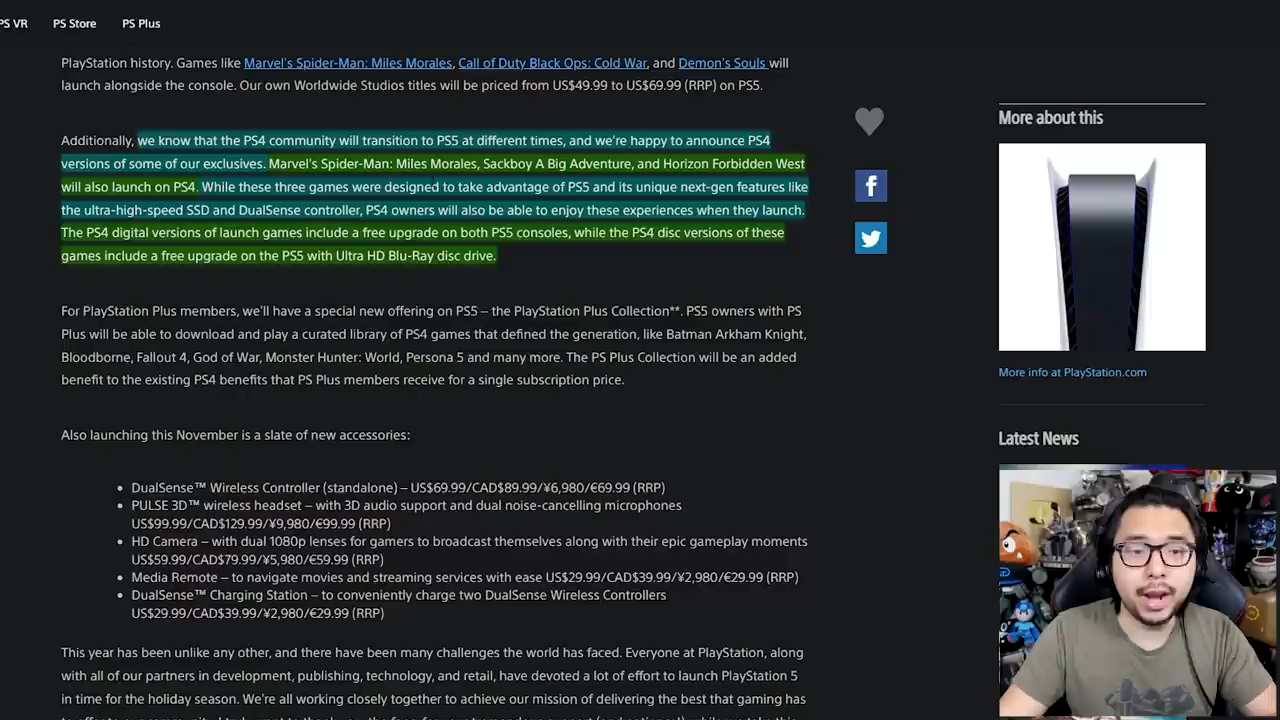 PS VR PS Store PS Plus
PlayStation history. Games like Marvel's Spider-Man: Miles Morales, Call of Duty Black Ops: Cold War, and Demon's Souls will
launch alongside the console. Our own Worldwide Studios titles will be priced from US$49.99 to US$69.99 (RRP) on PS5.
Additionally, we know that the PS4 community will transition to PS5 at different times, and we're happy to announce PS4
versions of some of our exclusives. Marvel's Spider-Man: Miles Morales, Sackboy A Big Adventure, and Horizon Forbidden West
will also launch on PS4. While these three games were designed to take advantage of PS5 and its unique next-gen features like
the ultra-high-speed SSD and DualSense controller, PS4 owners will also be able to enjoy these experiences when they launch.
The PS4 digital versions of launch games include a free upgrade on both PS5 consoles, while the PS4 disc versions of these
games include a free upgrade on the PS5 with Ultra HD Blu-Ray disc drive.
For PlayStation Plus members, we'll have a special new offering on PS5 – the PlayStation Plus Collection**. PS5 owners with PS
Plus will be able to download and play a curated library of PS4 games that defined the generation, like Batman Arkham Knight,
Bloodborne, Fallout 4, God of War, Monster Hunter: World, Persona 5 and many more. The PS Plus Collection will be an added
benefit to the existing PS4 benefits that PS Plus members receive for a single subscription price.
Also launching this November is a slate of new accessories:
• DualSense™ Wireless Controller (standalone) – US$69.99/CAD$89.99/¥6,980/€69.99 (RRP)
• PULSE 3D™ wireless headset – with 3D audio support and dual noise-cancelling microphones
US$99.99/CAD$129.99/¥9,980/€99.99 (RRP)
• HD Camera – with dual 1080p lenses for gamers to broadcast themselves along with their epic gameplay moments
US$59.99/CAD$79.99/¥5,980/€59.99 (RRP)
• Media Remote – to navigate movies and streaming services with ease US$29.99/CAD$39.99/¥2,980/€29.99 (RRP)
• DualSense™ Charging Station – to conveniently charge two DualSense Wireless Controllers
US$29.99/CAD$39.99/¥2,980/€29.99 (RRP)
This year has been unlike any other, and there have been many challenges the world has faced. Everyone at PlayStation, along
with all of our partners in development, publishing, technology, and retail, have devoted a lot of effort to launch PlayStation 5
in time for the holiday season. We're all working closely together to achieve our mission of delivering the best that gaming has
More about this
More info at PlayStation.com
Latest News